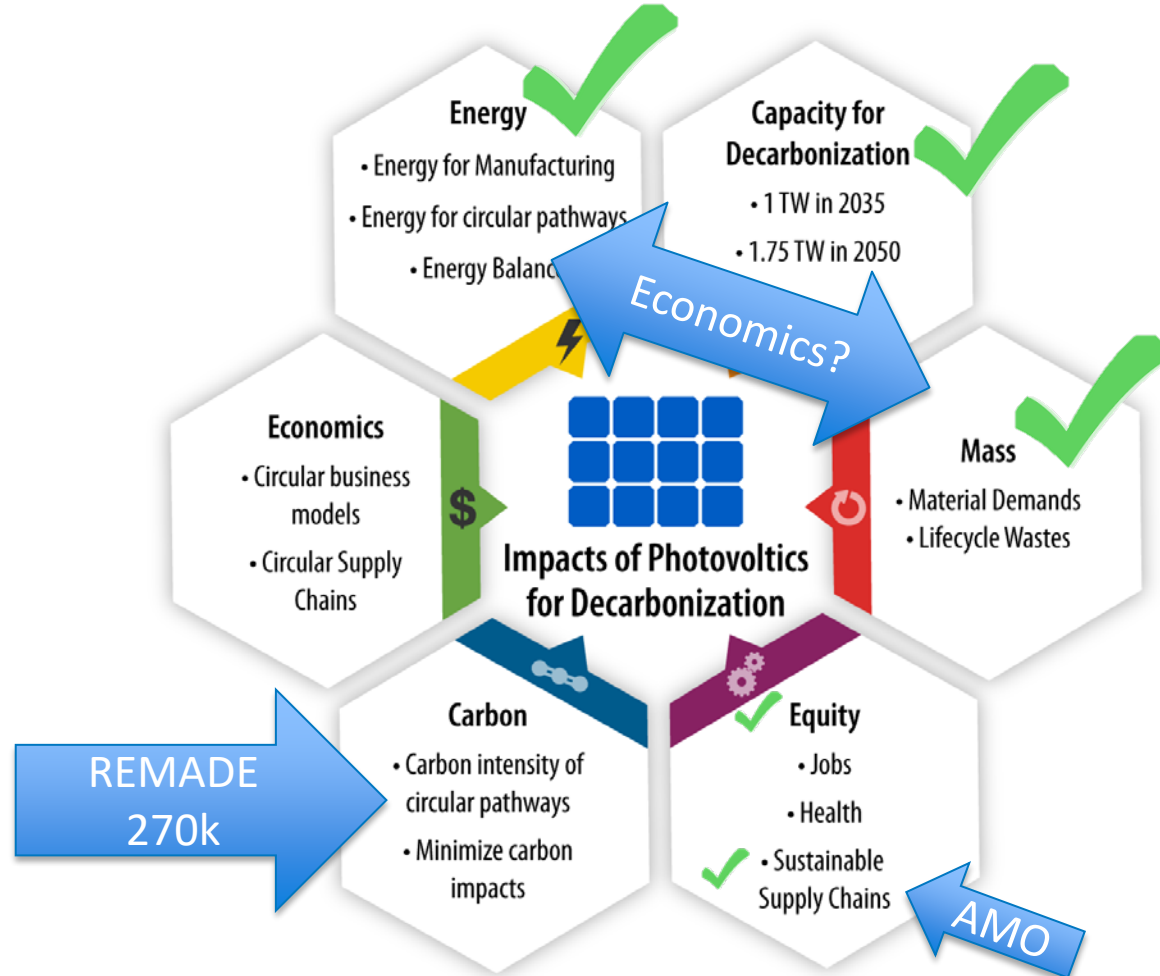 Energy
• Energy for Manufacturing
• Energy for circular pathways
• Energy Balance
Capacity for
Decarbonization
• 1 TW in 2035
• 1.75 TW in 2050
Economics?
Economics
• Circular business
models
• Circular Supply
Chains
$
Mass
• Material Demands
• Lifecycle Wastes
Impacts of Photovoltics
for Decarbonization
REMADE
270k
Carbon
• Carbon intensity of
circular pathways
• Minimize carbon
impacts
Equity
• Jobs
• Health
• Sustainable
Supply Chains
AMO